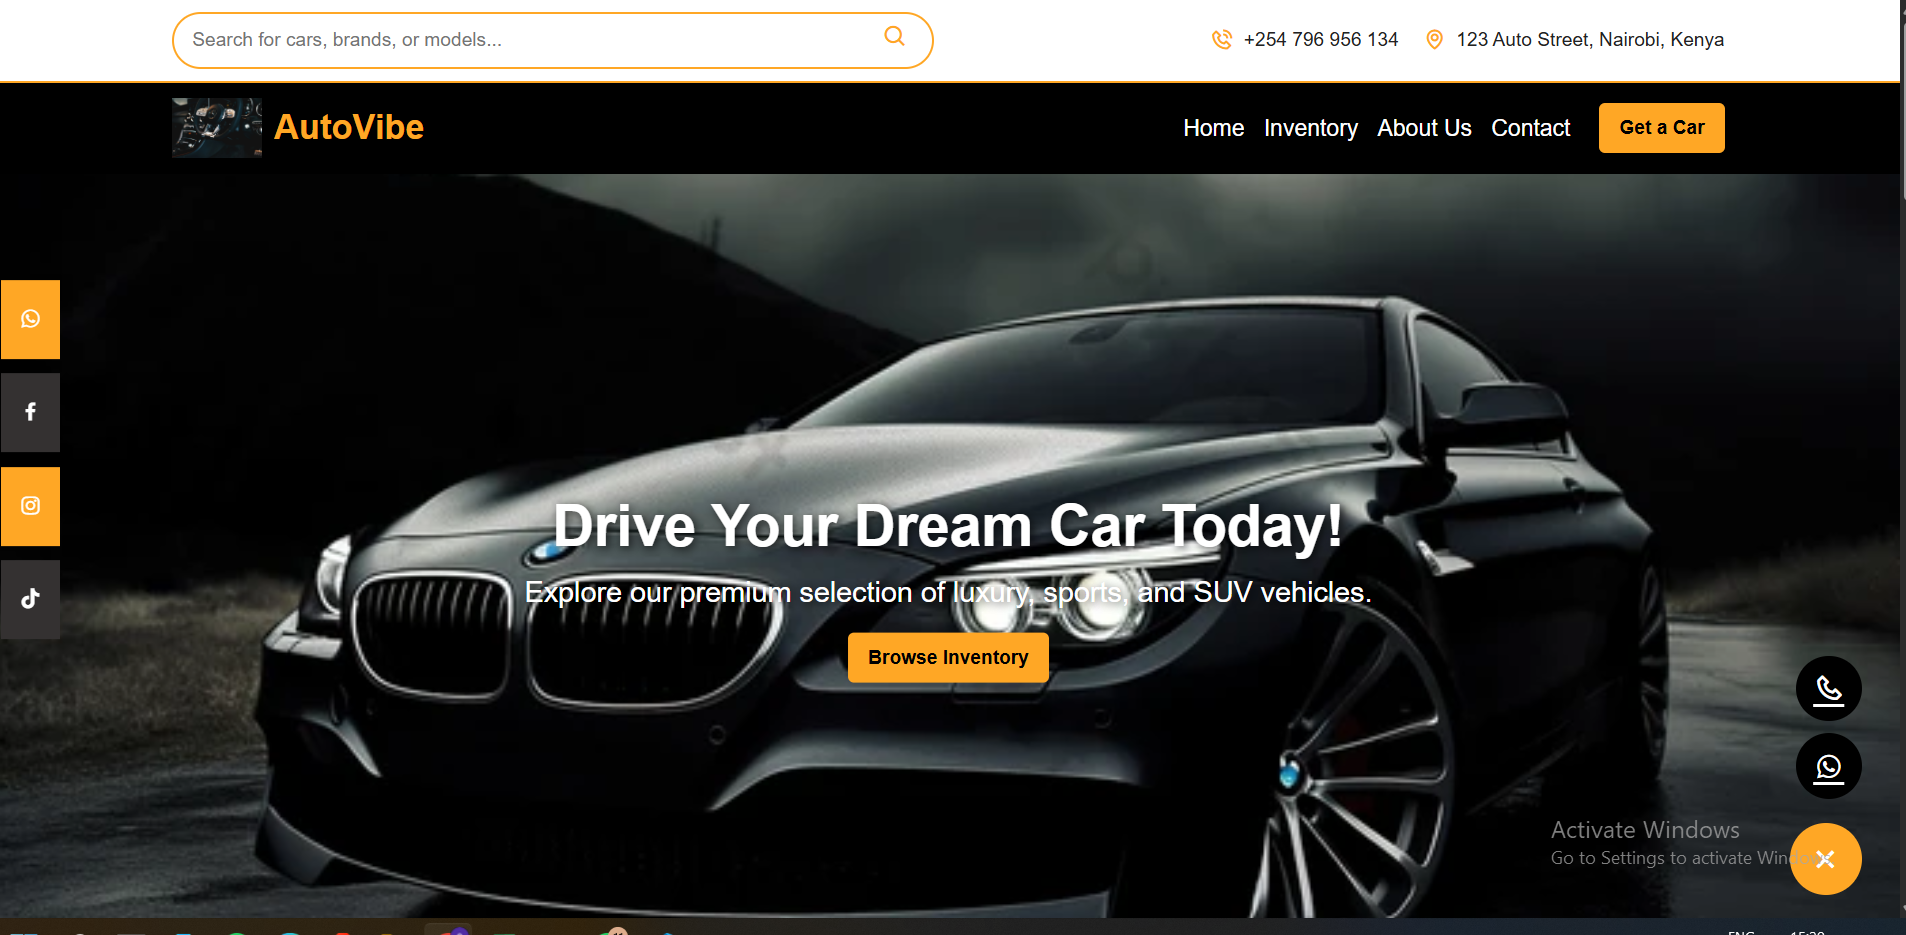 Search for cars, brands, or models...
+254 796 956 134
123 Auto Street, Nairobi, Kenya
AutoVibe
Home
Inventory
About Us
Contact
Get a Car
Drive Your Dream Car Today!
Explore our premium selection of luxury, sports, and SUV vehicles.
Browse Inventory
Activate Windows
Go to Settings to activate Windows.